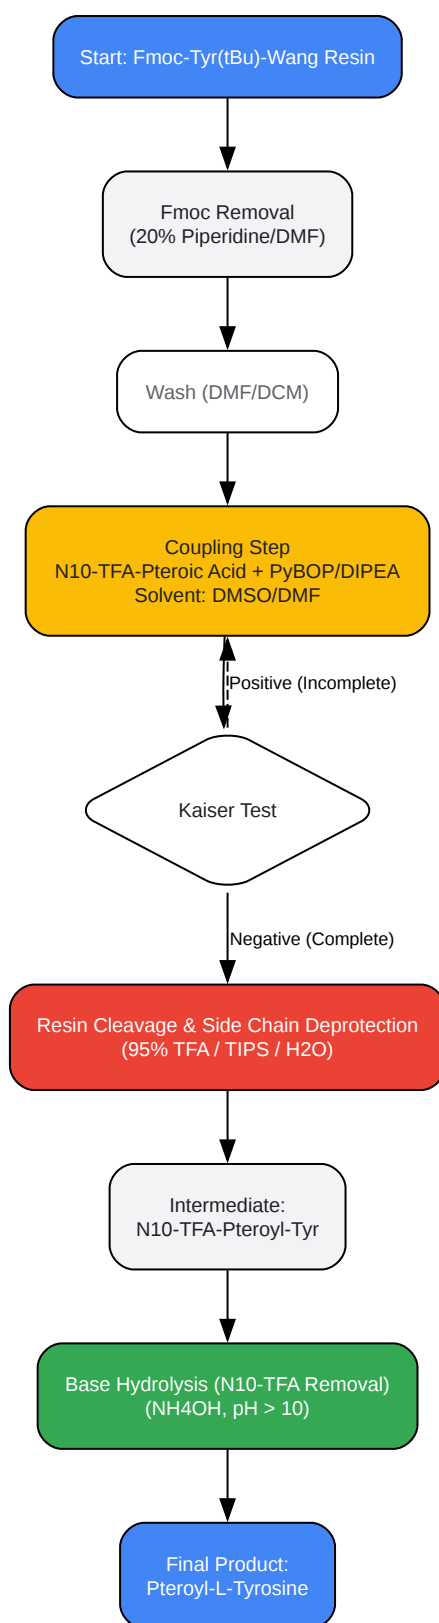 Start: Fmoc-Tyr(tBu)-Wang Resin
Fmoc Removal
(20% Piperidine/DMF)
Wash (DMF/DCM)
Coupling Step
N10-TFA-Pteroic Acid + PyBOP/DIPEA
Solvent: DMSO/DMF
Positive (Incomplete)
Kaiser Test
Negative (Complete)
Resin Cleavage & Side Chain Deprotection
(95% TFA / TIPS / H2O)
Intermediate:
N10-TFA-Pteroyl-Tyr
Base Hydrolysis (N10-TFA Removal)
(NH4OH, pH > 10)
Final Product:
Pteroyl-L-Tyrosine